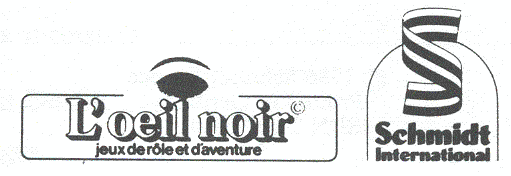 L'oeil noir©
jeux de rôle et d'aventure
S
Schmidt
International